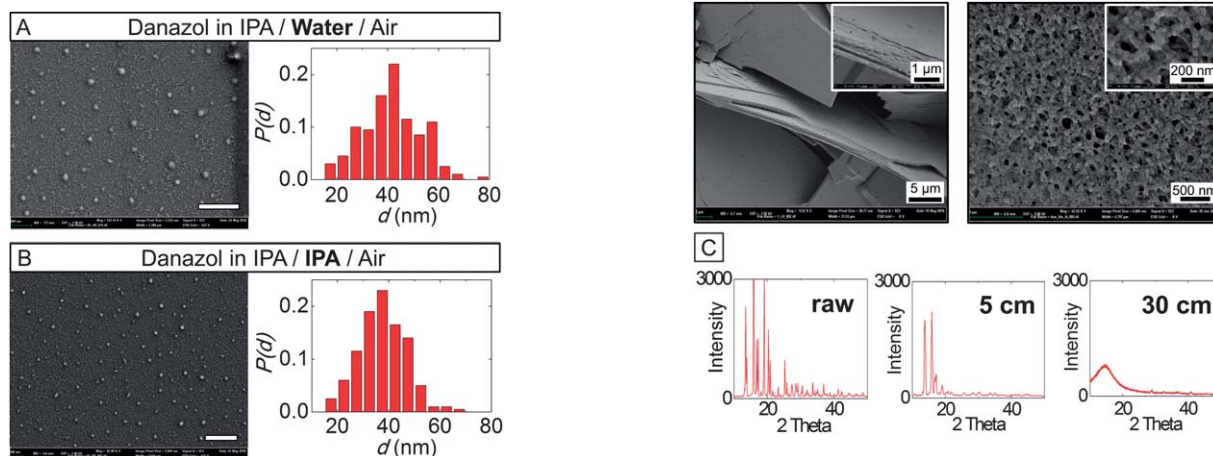 A
Danazol in IPA / Water / Air
P(d)
0.2
0.1
0.0
20 40 60 80
d (nm)
B
Danazol in IPA / IPA / Air
P(d)
0.2
0.1
0.0
20 40 60 80
d (nm)
1 µm
5 µm
200 nm
500 nm
C
3000
raw
Intensity
0
20 40
2 Theta
3000
5 cm
Intensity
0
20 40
2 Theta
3000
30 cm
Intensity
0
20 40
2 Theta